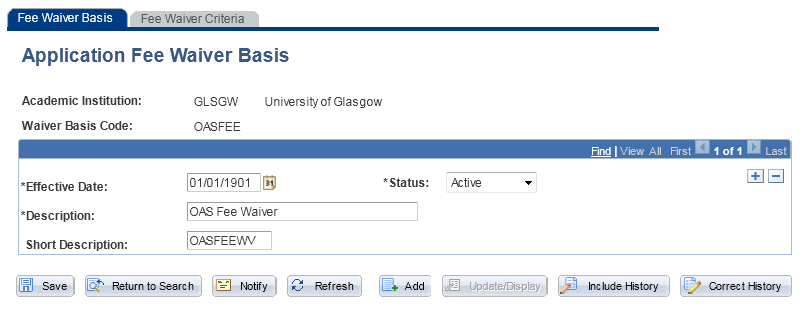 Fee Waiver Basis Fee Waiver Criteria
Application Fee Waiver Basis
Academic Institution: GLSGW University of Glasgow
Waiver Basis Code: OASFEE
Find | View All First 1 of 1 Last
*Effective Date: 01/01/1901 31 *Status: Active
*Description: OAS Fee Waiver
Short Description: OASFEEWV
Save Return to Search Notify Refresh Add Update/Display Include History Correct History